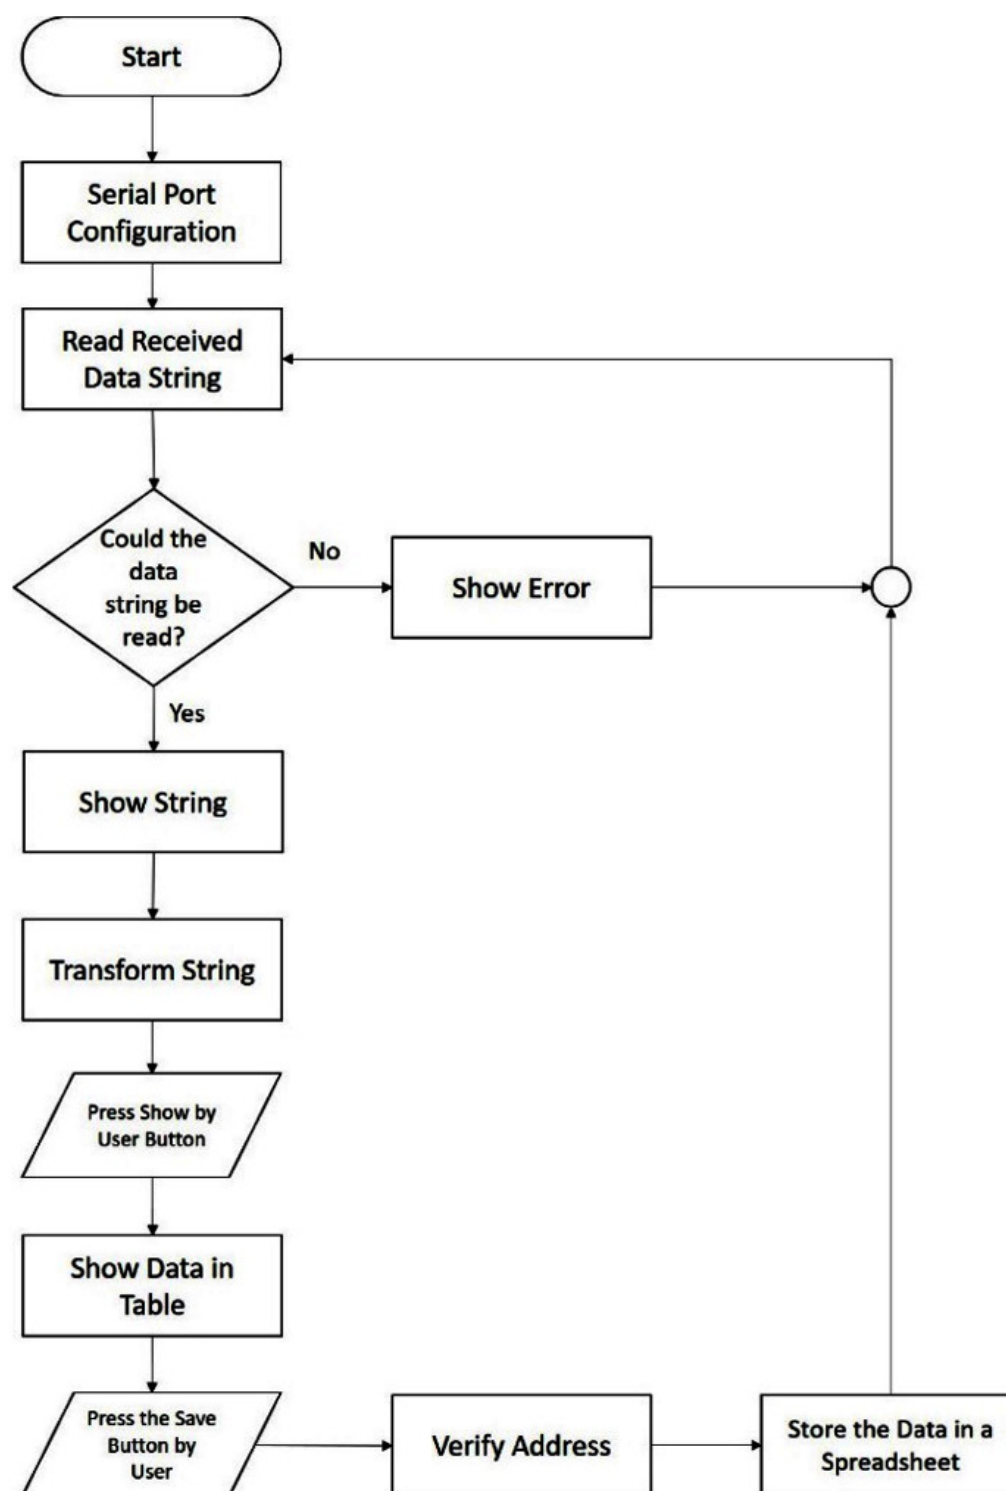 Start
Serial Port
Configuration
Read Received
Data String
Could the
data
string be
read?
No
Show Error
Yes
Show String
Transform String
Press Show by
User Button
Show Data in
Table
Press the Save
Button by
User
Verify Address
Store the Data in a
Spreadsheet